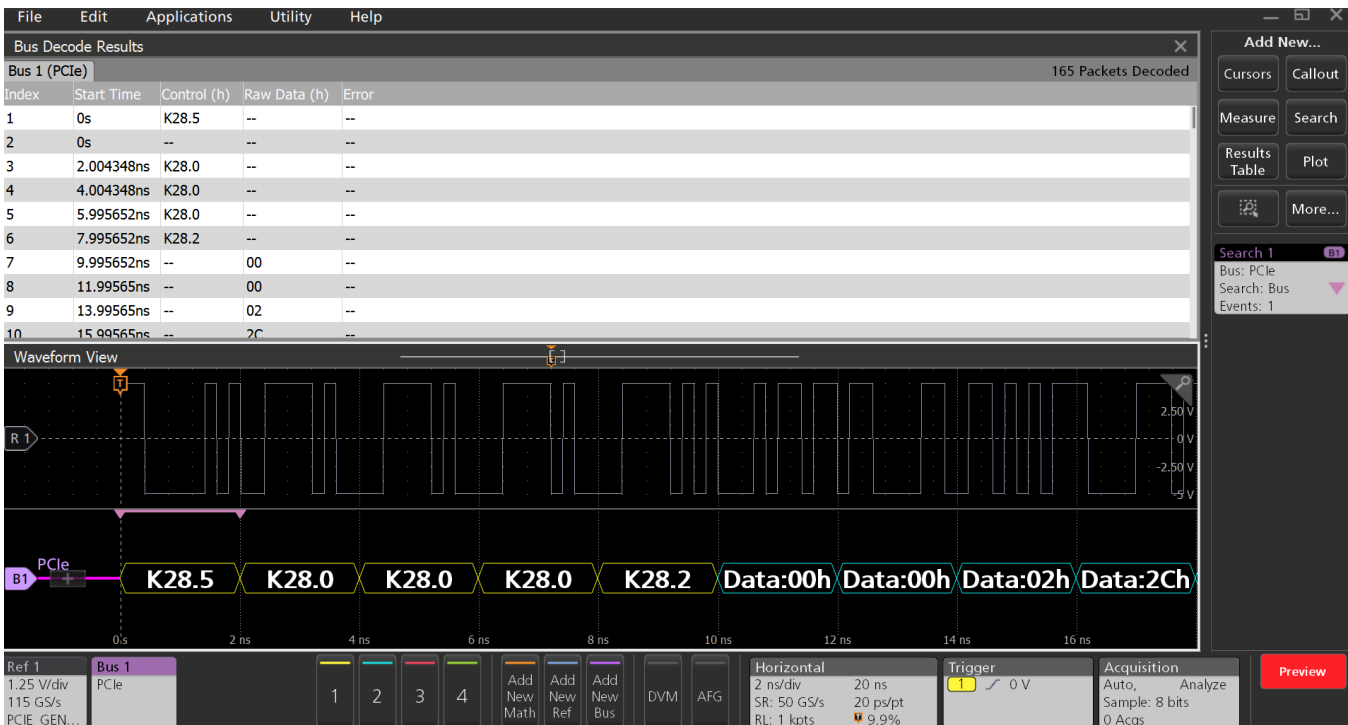 File Edit Applications Utility Help
Bus Decode Results
Bus 1 (PCIe) 165 Packets Decoded
Index Start Time Control (h) Raw Data (h) Error
1 0s K28.5 -- --
2 0s -- -- --
3 2.004348ns K28.0 -- --
4 4.004348ns K28.0 -- --
5 5.995652ns K28.0 -- --
6 7.995652ns K28.2 -- --
7 9.995652ns -- 00 --
8 11.99565ns -- 00 --
9 13.99565ns -- 02 --
10 15.99565ns -- 2C --
Waveform View
T
2.50 V
R 1
0 V
-2.50 V
-5 V
PCIe
B1 +
K28.5 K28.0 K28.0 K28.0 K28.2 Data:00h Data:00h Data:02h Data:2Ch
0 s 2 ns 4 ns 6 ns 8 ns 10 ns 12 ns 14 ns 16 ns
Add New...
Cursors Callout
Measure Search
Results Table
Plot
More...
Search 1 B1
Bus: PCIe
Search: Bus
Events: 1
Ref 1
1.25 V/div
115 GS/s
PCIE_GEN...
Bus 1
PCIe
1 2 3 4
Add New Math
Add New Ref
Add New Bus
DVM AFG
Horizontal
2 ns/div 20 ns
SR: 50 GS/s 20 ps/pt
RL: 1 kpts 9.9%
Trigger
1 0 V
Acquisition
Auto, Analyze
Sample: 8 bits
0 Acqs
Preview